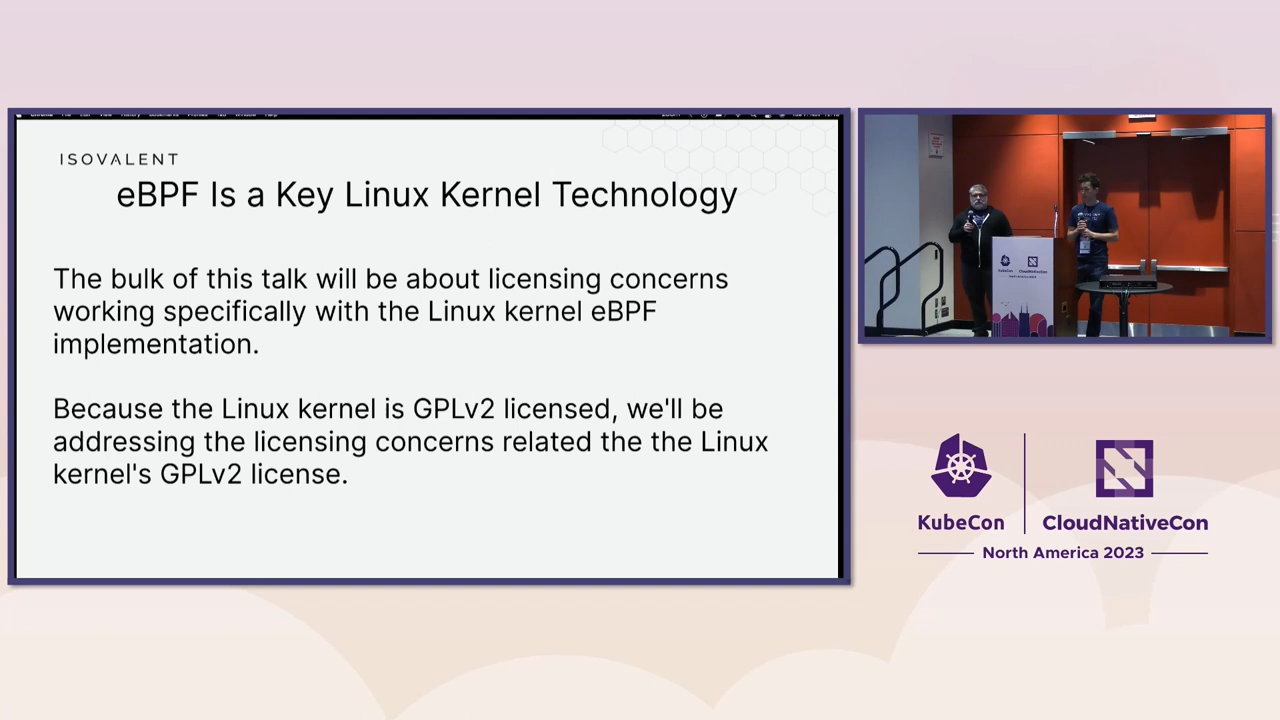 ISOVALENT
eBPF Is a Key Linux Kernel Technology
The bulk of this talk will be about licensing concerns
working specifically with the Linux kernel eBPF
implementation.
Because the Linux kernel is GPLv2 licensed, we'll be
addressing the licensing concerns related the the Linux
kernel's GPLv2 license.
KubeCon
CloudNativeCon
KubeCon
CloudNativeCon
North America 2023